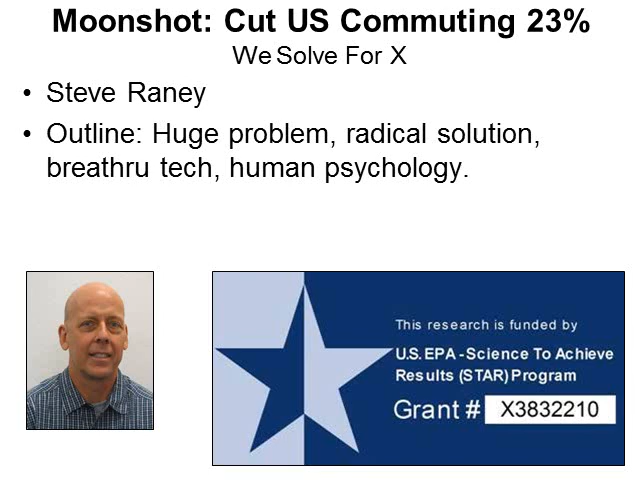 Moonshot: Cut US Commuting 23%
We Solve For X
• Steve Raney
• Outline: Huge problem, radical solution,
breathru tech, human psychology.
This research is funded by
U.S. EPA - Science To Achieve
Results (STAR) Program
Grant # X3832210